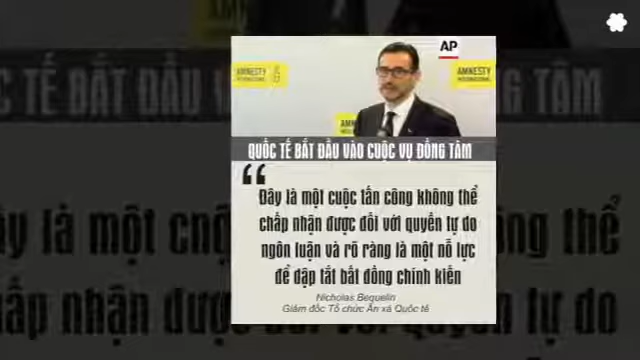 AP
AMNESTY
INTERNATIONAL
AMNESTY
INTERNATIONAL
QUỐC TẾ BẮT ĐẦU VÀO CUỘC VỤ ĐỒNG TÂM
“
Đây là một cuộc tấn công không thể
chấp nhận được đối với quyền tự do
ngôn luận và rõ ràng là một nỗ lực
để dập tắt bất đồng chính kiến
Nicholas Bequelin
Giám đốc Tổ chức Ân xá Quốc tê